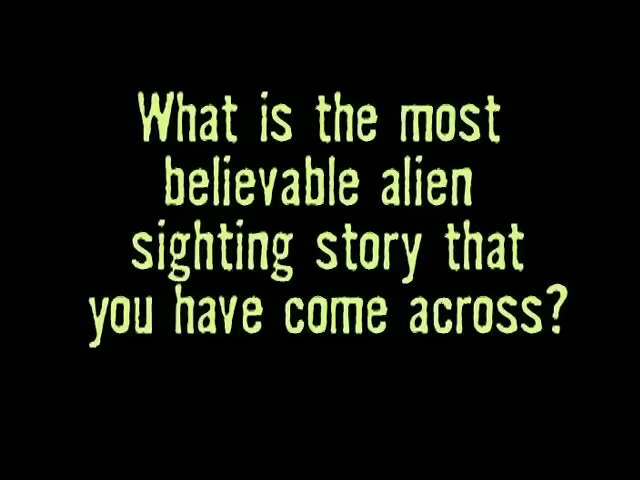 What is the most
believable alien
sighting story that
you have come across?